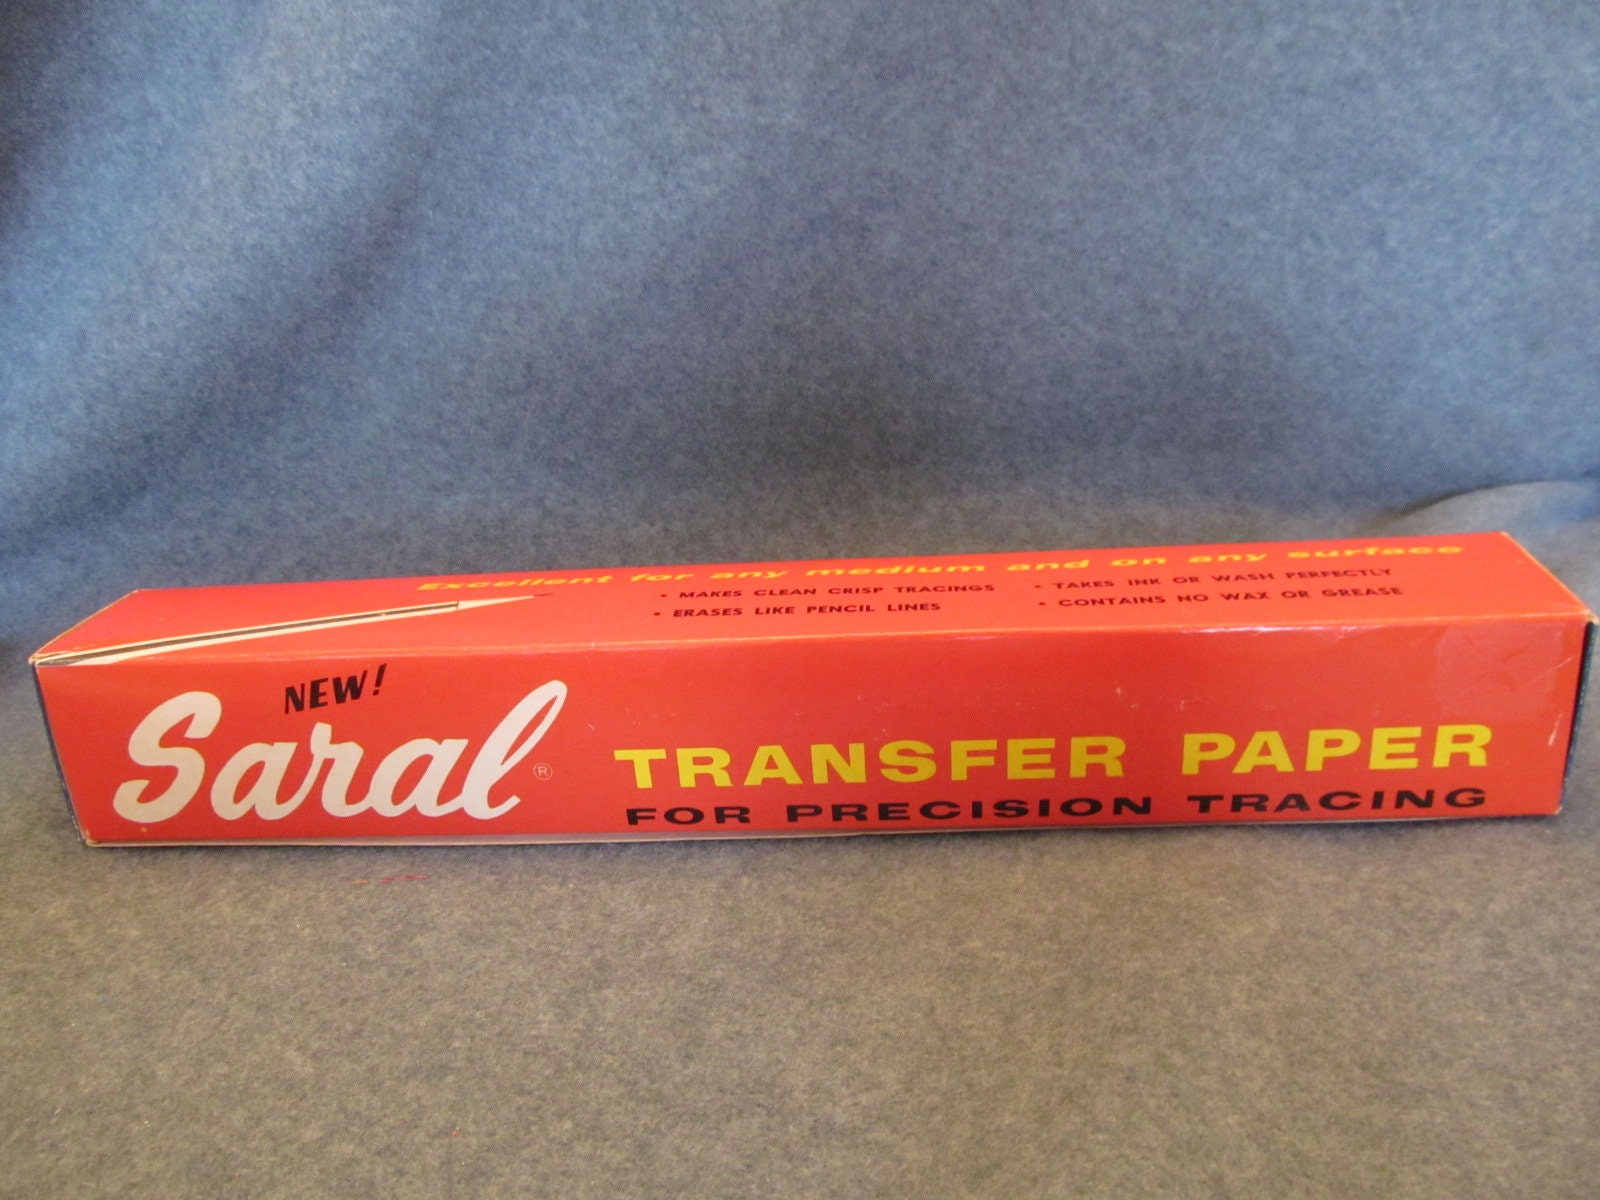 Excellent for any medium and on any surface
• MAKES CLEAN CRISP TRACINGS
• TAKES INK OR WASH PERFECTLY
• ERASES LIKE PENCIL LINES
• CONTAINS NO WAX OR GREASE
NEW!
Saral®
TRANSFER PAPER
FOR PRECISION TRACING